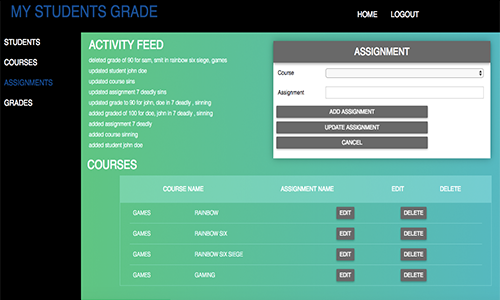 MY STUDENTS GRADE
HOME LOGOUT
STUDENTS
COURSES
ASSIGNMENTS
GRADES
ACTIVITY FEED
deleted grade of 90 for sam, smit in rainbow six siege, games
updated student john doe
updated course sins
updated assignment 7 deadly sins
updated grade to 90 for john, doe in 7 deadly , sinning
added graded of 100 for doe, john in 7 deadly , sinning
added assignment 7 deadly
added course sinning
added student john doe
ASSIGNMENT
Course
Assignment
ADD ASSIGNMENT
UPDATE ASSIGNMENT
CANCEL
COURSES
COURSE NAME ASSIGNMENT NAME EDIT DELETE
GAMES RAINBOW EDIT DELETE
GAMES RAINBOW SIX EDIT DELETE
GAMES RAINBOW SIX SIEGE EDIT DELETE
GAMES GAMING EDIT DELETE